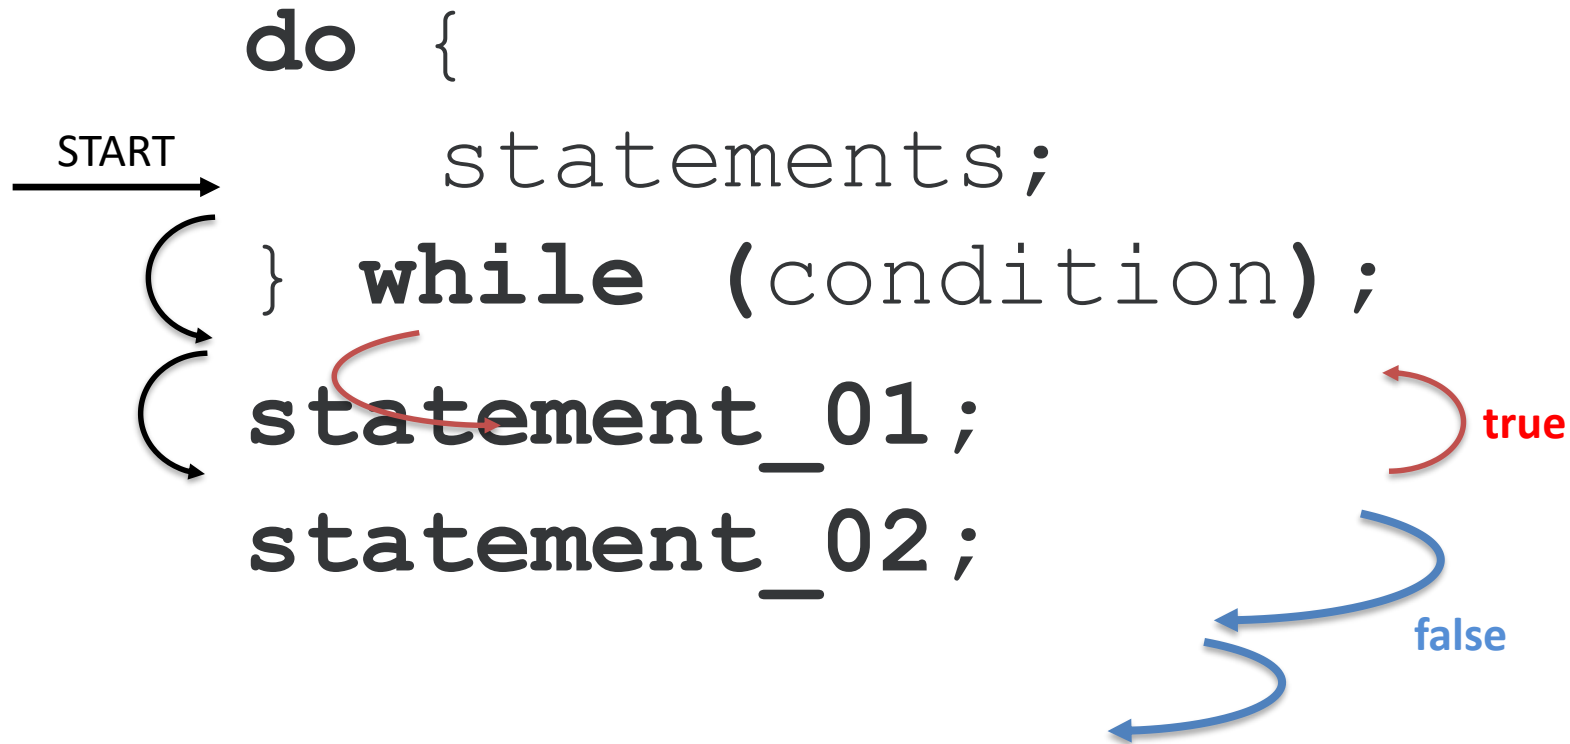 do {
START
statements;
} while (condition);
statement_01;
true
statement_02;
false